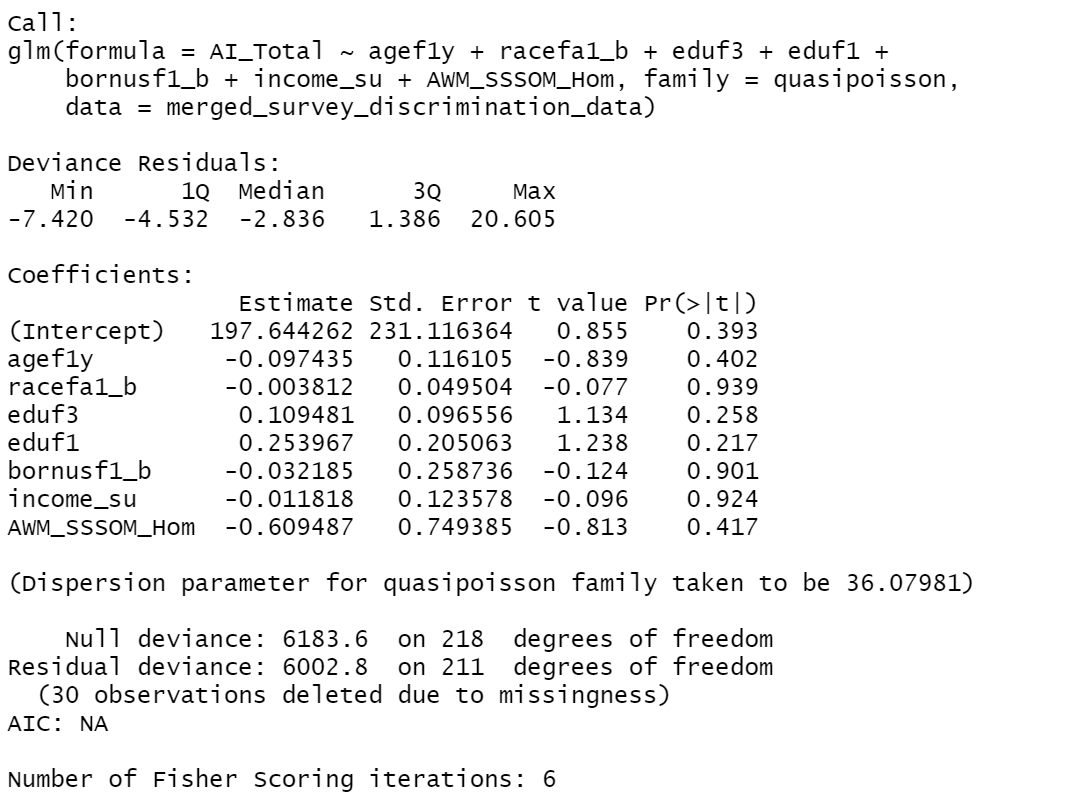 Call:
glm(formula = AI_Total ~ agef1y + racefa1_b + eduf3 + eduf1 +
    bornusf1_b + income_su + AWM_SSSOM_Hom, family = quasipoisson,
    data = merged_survey_discrimination_data)

Deviance Residuals:
   Min      1Q  Median      3Q     Max
-7.420  -4.532  -2.836   1.386  20.605

Coefficients:
                Estimate Std. Error t value Pr(>|t|)
(Intercept)   197.644262 231.116364   0.855    0.393
agef1y         -0.097435   0.116105  -0.839    0.402
racefa1_b      -0.003812   0.049504  -0.077    0.939
eduf3           0.109481   0.096556   1.134    0.258
eduf1           0.253967   0.205063   1.238    0.217
bornusf1_b     -0.032185   0.258736  -0.124    0.901
income_su      -0.011818   0.123578  -0.096    0.924
AWM_SSSOM_Hom  -0.609487   0.749385  -0.813    0.417

(Dispersion parameter for quasipoisson family taken to be 36.07981)

    Null deviance: 6183.6  on 218  degrees of freedom
Residual deviance: 6002.8  on 211  degrees of freedom
  (30 observations deleted due to missingness)
AIC: NA

Number of Fisher Scoring iterations: 6